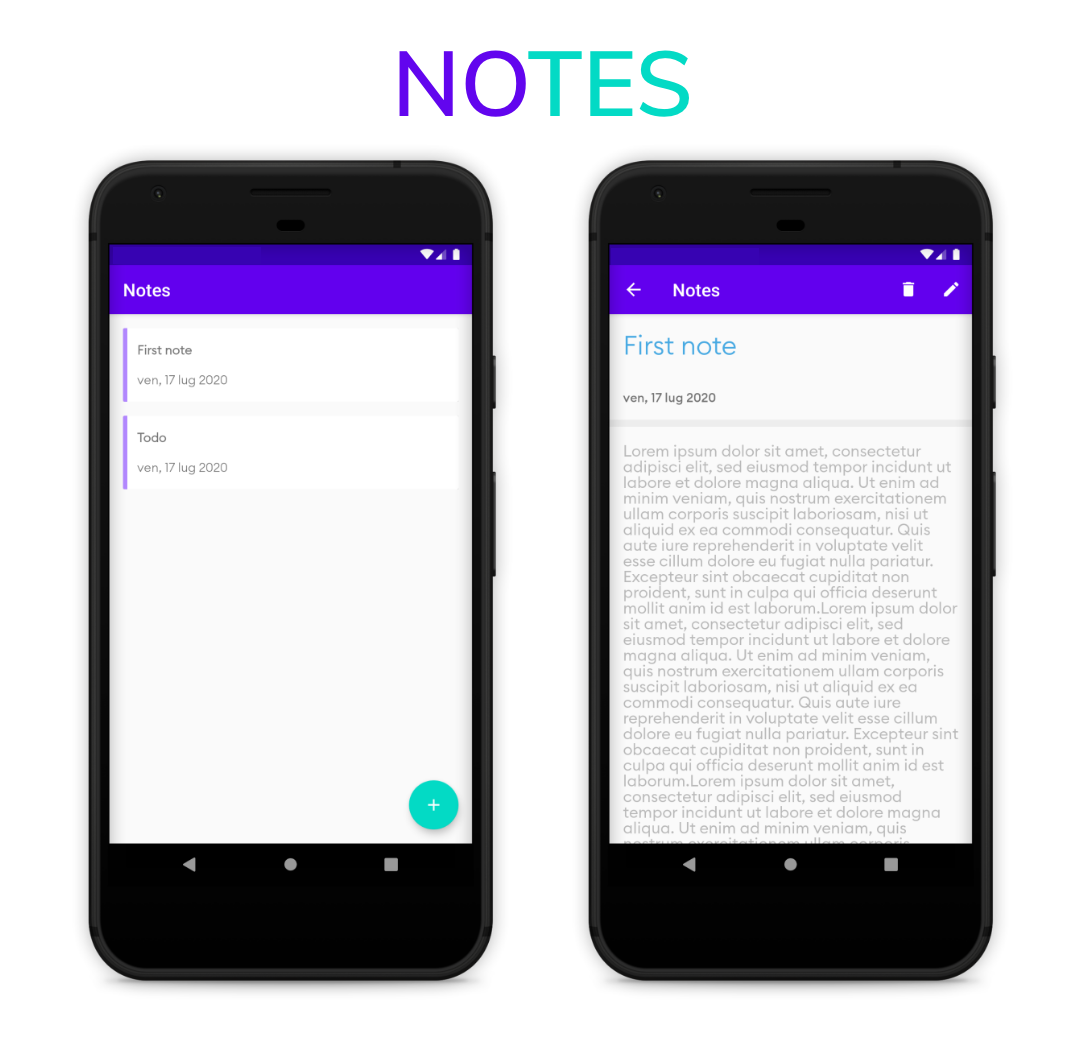 NOTES
Notes
First note
ven, 17 lug 2020
Todo
ven, 17 lug 2020
Notes
First note
ven, 17 lug 2020
Lorem ipsum dolor sit amet, consectetur
adipisci elit, sed eiusmod tempor incidunt ut
labore et dolore magna aliqua. Ut enim ad
minim veniam, quis nostrum exercitationem
ullam corporis suscipit laboriosam, nisi ut
aliquid ex ea commodi consequatur. Quis
aute iure reprehenderit in voluptate velit
esse cillum dolore eu fugiat nulla pariatur.
Excepteur sint obcaecat cupiditat non
proident, sunt in culpa qui officia deserunt
mollit anim id est laborum.Lorem ipsum dolor
sit amet, consectetur adipisci elit, sed
eiusmod tempor incidunt ut labore et dolore
magna aliqua. Ut enim ad minim veniam,
quis nostrum exercitationem ullam corporis
suscipit laboriosam, nisi ut aliquid ex ea
commodi consequatur. Quis aute iure
reprehenderit in voluptate velit esse cillum
dolore eu fugiat nulla pariatur. Excepteur sint
obcaecat cupiditat non proident, sunt in
culpa qui officia deserunt mollit anim id est
laborum.Lorem ipsum dolor sit amet,
consectetur adipisci elit, sed eiusmod
tempor incidunt ut labore et dolore magna
aliqua. Ut enim ad minim veniam, quis
nostrum exercitationem ullam corporis